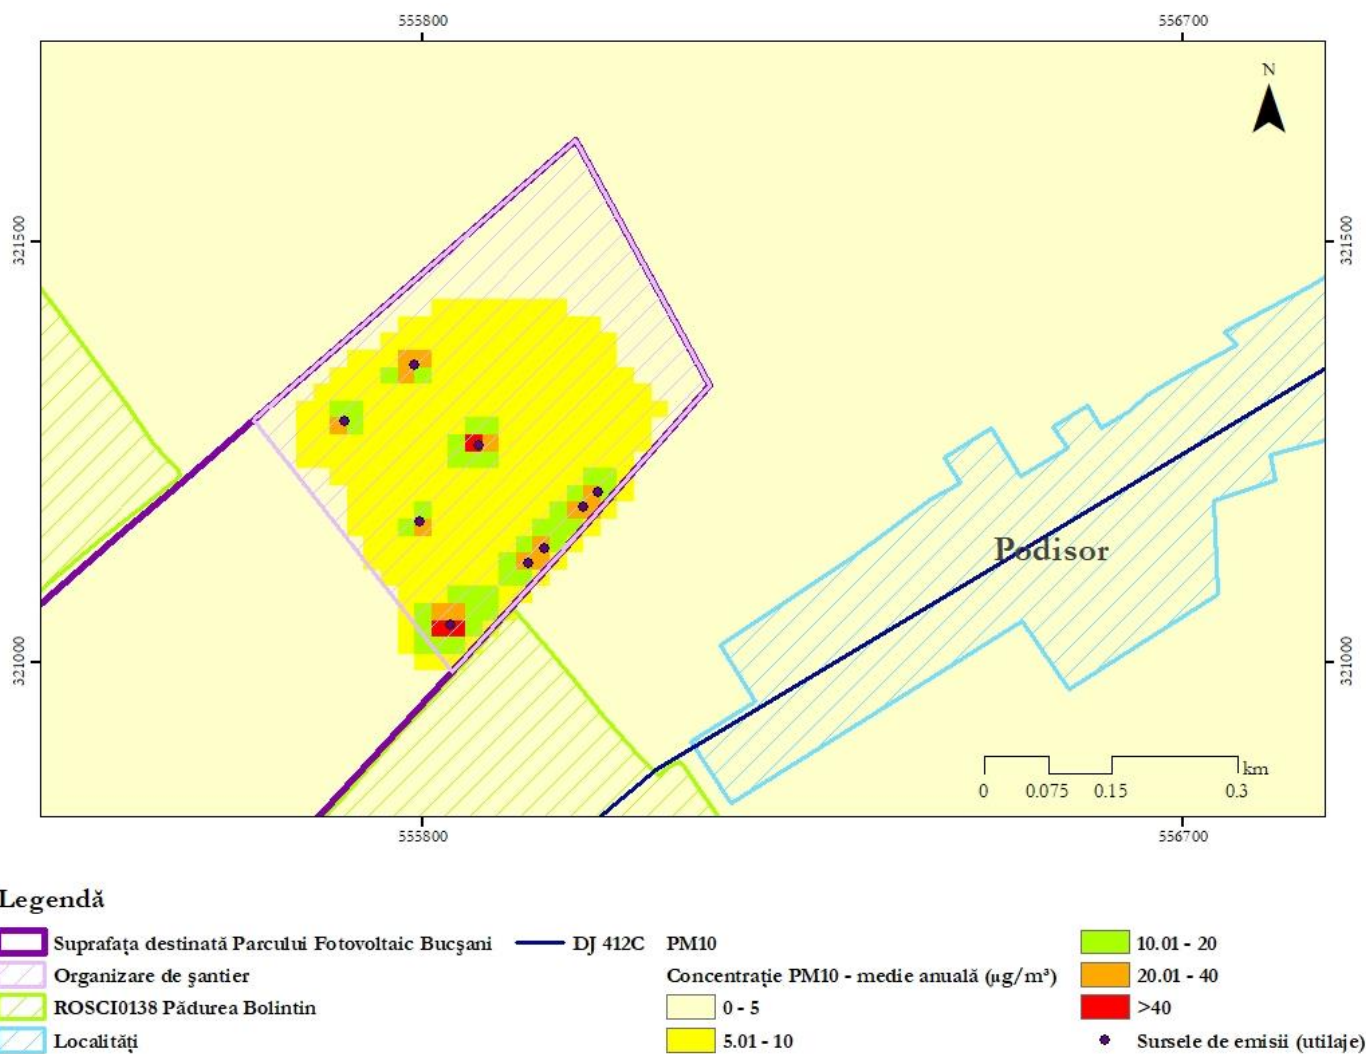 555800
556700
N
321500
321500
Podisor
321000
321000
km
0
0.075
0.15
0.3
555800
556700
Legendă
Suprafața destinată Parcului Fotovoltaic Bucșani
Organizare de șantier
ROSCI0138 Pădurea Bolintin
Localități
DJ 412C
PM10
Concentrație PM10 - medie anuală (µg/m³)
0 - 5
5.01 - 10
10.01 - 20
20.01 - 40
>40
Sursele de emisii (utilaje)